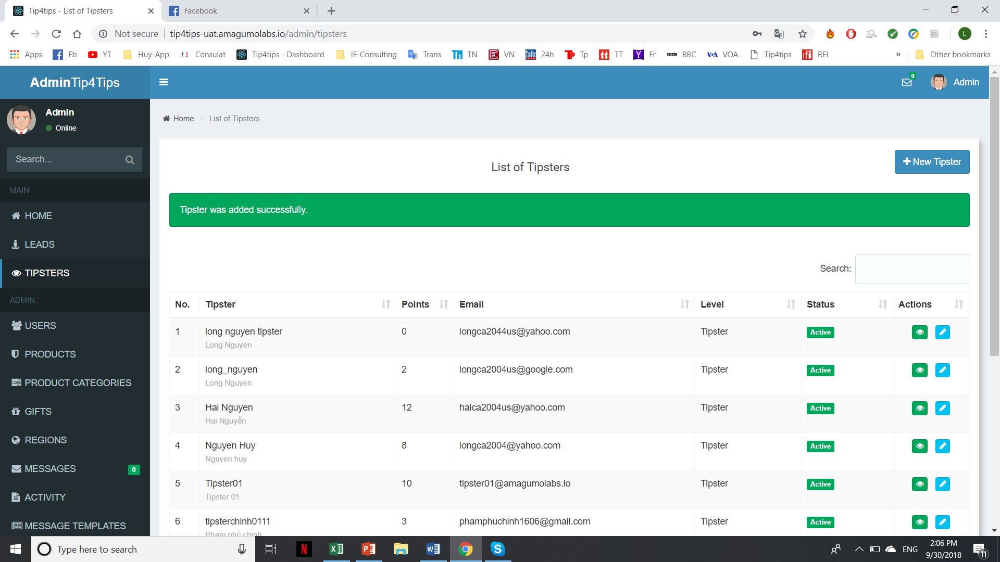 Tip4tips - List of Tipsters
Facebook
Not secure
tip4tips-uat.amagumolabs.io/admin/tipsters
L
Apps
Fb
YT
Huy-App
Consulat
Tip4tips - Dashboard
IF-Consulting
Trans
TN
VN
24h
Tp
TT
Fr
BBC
VOA
Tip4tips
RFI
»
Other bookmarks
AdminTip4Tips
0
Admin
Admin
Online
Search...
MAIN
HOME
LEADS
TIPSTERS
ADMIN
USERS
PRODUCTS
PRODUCT CATEGORIES
GIFTS
REGIONS
MESSAGES 0
ACTIVITY
MESSAGE TEMPLATES
Home > List of Tipsters
List of Tipsters
New Tipster
Tipster was added successfully.
Search:
No. Tipster Points Email Level Status Actions
1 long nguyen tipster 0 longca2044us@yahoo.com Tipster Active
Long Nguyen
2 long_nguyen 2 longca2004us@google.com Tipster Active
Long Nguyen
3 Hai Nguyen 12 haica2004us@yahoo.com Tipster Active
Hai Nguyễn
4 Nguyen Huy 8 longca2004@yahoo.com Tipster Active
Nguyen huy
5 Tipster01 10 tipster01@amagumolabs.io Tipster Active
Tipster 01
6 tipsterchinh0111 3 phamphuchinh1606@gmail.com Tipster Active
Pham phú chinh
Type here to search
ENG
2:06 PM
9/30/2018
11